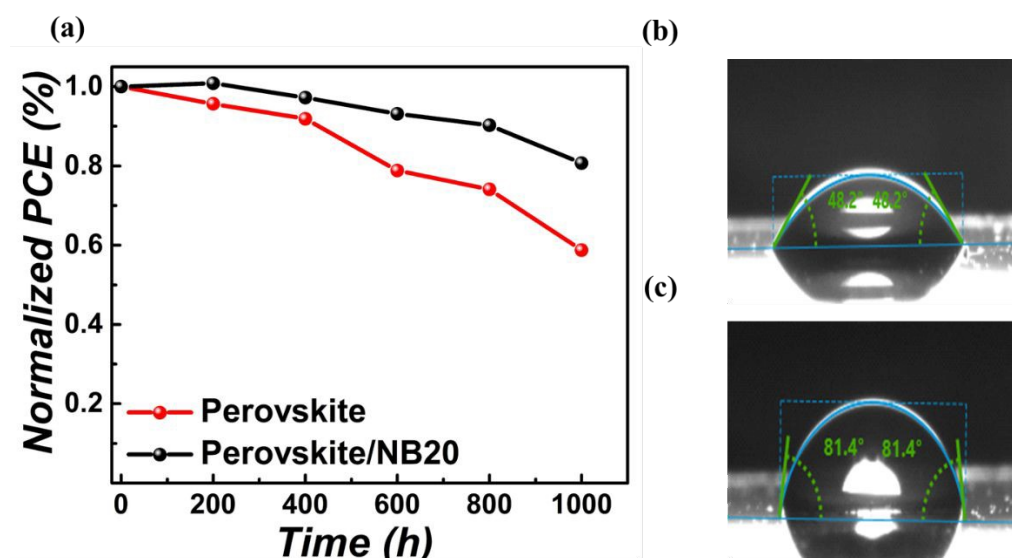 (a)
Normalized PCE (%)
1.0
0.8
0.6
0.4
0.2
Perovskite
Perovskite/NB20
0 200 400 600 800 1000
Time (h)
(b)
48.2° 48.2°
(c)
81.4° 81.4°